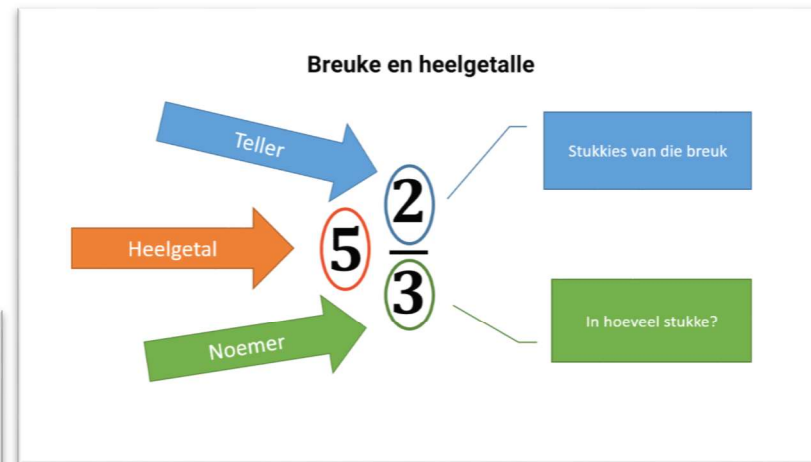 Breuke en heelgetalle
Teller
Stukkies van die breuk
2
Heelgetal
5
3
Noemer
In hoeveel stukke?